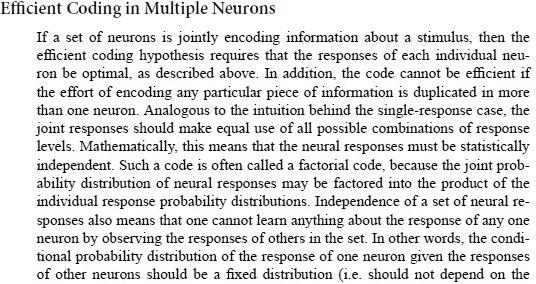 Efficient Coding in Multiple Neurons
If a set of neurons is jointly encoding information about a stimulus, then the
efficient coding hypothesis requires that the responses of each individual neu-
ron be optimal, as described above. In addition, the code cannot be efficient if
the effort of encoding any particular piece of information is duplicated in more
than one neuron. Analogous to the intuition behind the single-response case, the
joint responses should make equal use of all possible combinations of response
levels. Mathematically, this means that the neural responses must be statistically
independent. Such a code is often called a factorial code, because the joint prob-
ability distribution of neural responses may be factored into the product of the
individual response probability distributions. Independence of a set of neural re-
sponses also means that one cannot learn anything about the response of any one
neuron by observing the responses of others in the set. In other words, the condi-
tional probability distribution of the response of one neuron given the responses
of other neurons should be a fixed distribution (i.e. should not depend on the